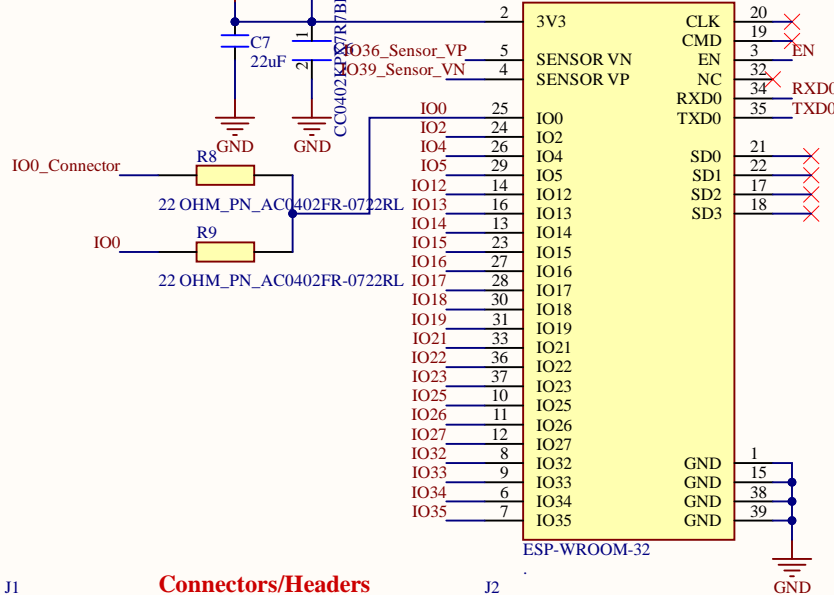 2
3V3
CLK
20
CMD
19
C7
22uF
1
2
IO36_Sensor_VP
5
SENSOR VN
EN
3
EN
IO39_Sensor_VN
4
SENSOR VP
NC
32
RXD0
34
RXD0
TXD0
35
TXD0
GND
GND
IO0
25
IO0
IO2
24
IO2
IO4
26
IO4
IO5
29
IO5
IO12
14
IO12
IO13
16
IO13
IO14
13
IO14
IO15
23
IO15
IO16
27
IO16
IO17
28
IO17
IO18
30
IO18
IO19
31
IO19
IO21
33
IO21
IO22
36
IO22
IO23
37
IO23
IO25
10
IO25
IO26
11
IO26
IO27
12
IO27
IO32
8
IO32
IO33
9
IO33
IO34
6
IO34
IO35
7
IO35
SD0
21
SD1
22
SD2
17
SD3
18
IO0_Connector
R8
22 OHM_PN_AC0402FR-0722RL
IO0
R9
22 OHM_PN_AC0402FR-0722RL
GND
1
GND
15
GND
38
GND
39
ESP-WROOM-32
.
GND
J1
Connectors/Headers
J2